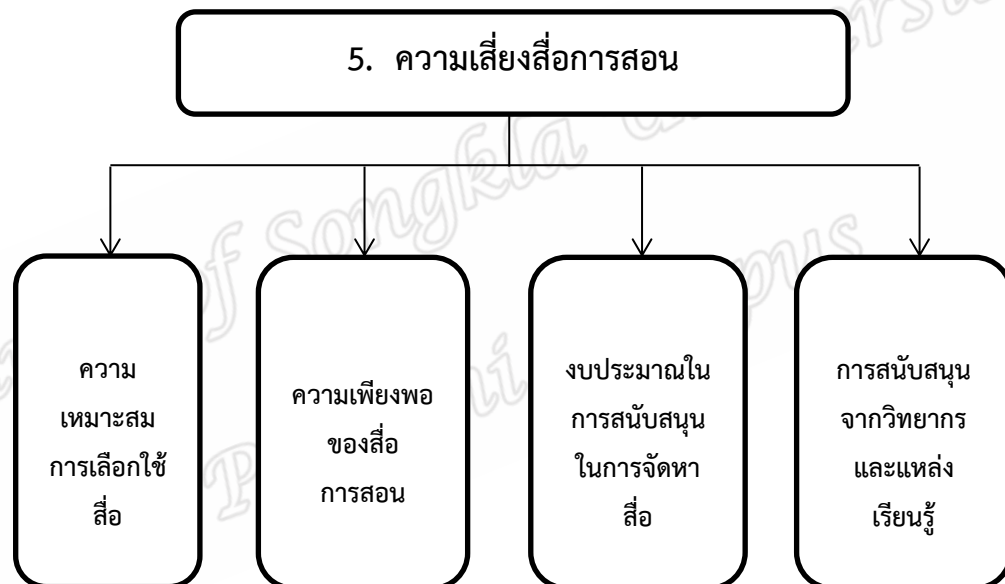 5. ความเสี่ยงสื่อการสอน
ความ
เหมาะสม
การเลือกใช้
สื่อ
ความเพียงพอ
ของสื่อ
การสอน
งบประมาณใน
การสนับสนุน
ในการจัดหา
สื่อ
การสนับสนุน
จากวิทยากร
และแหล่ง
เรียนรู้
of Songkla